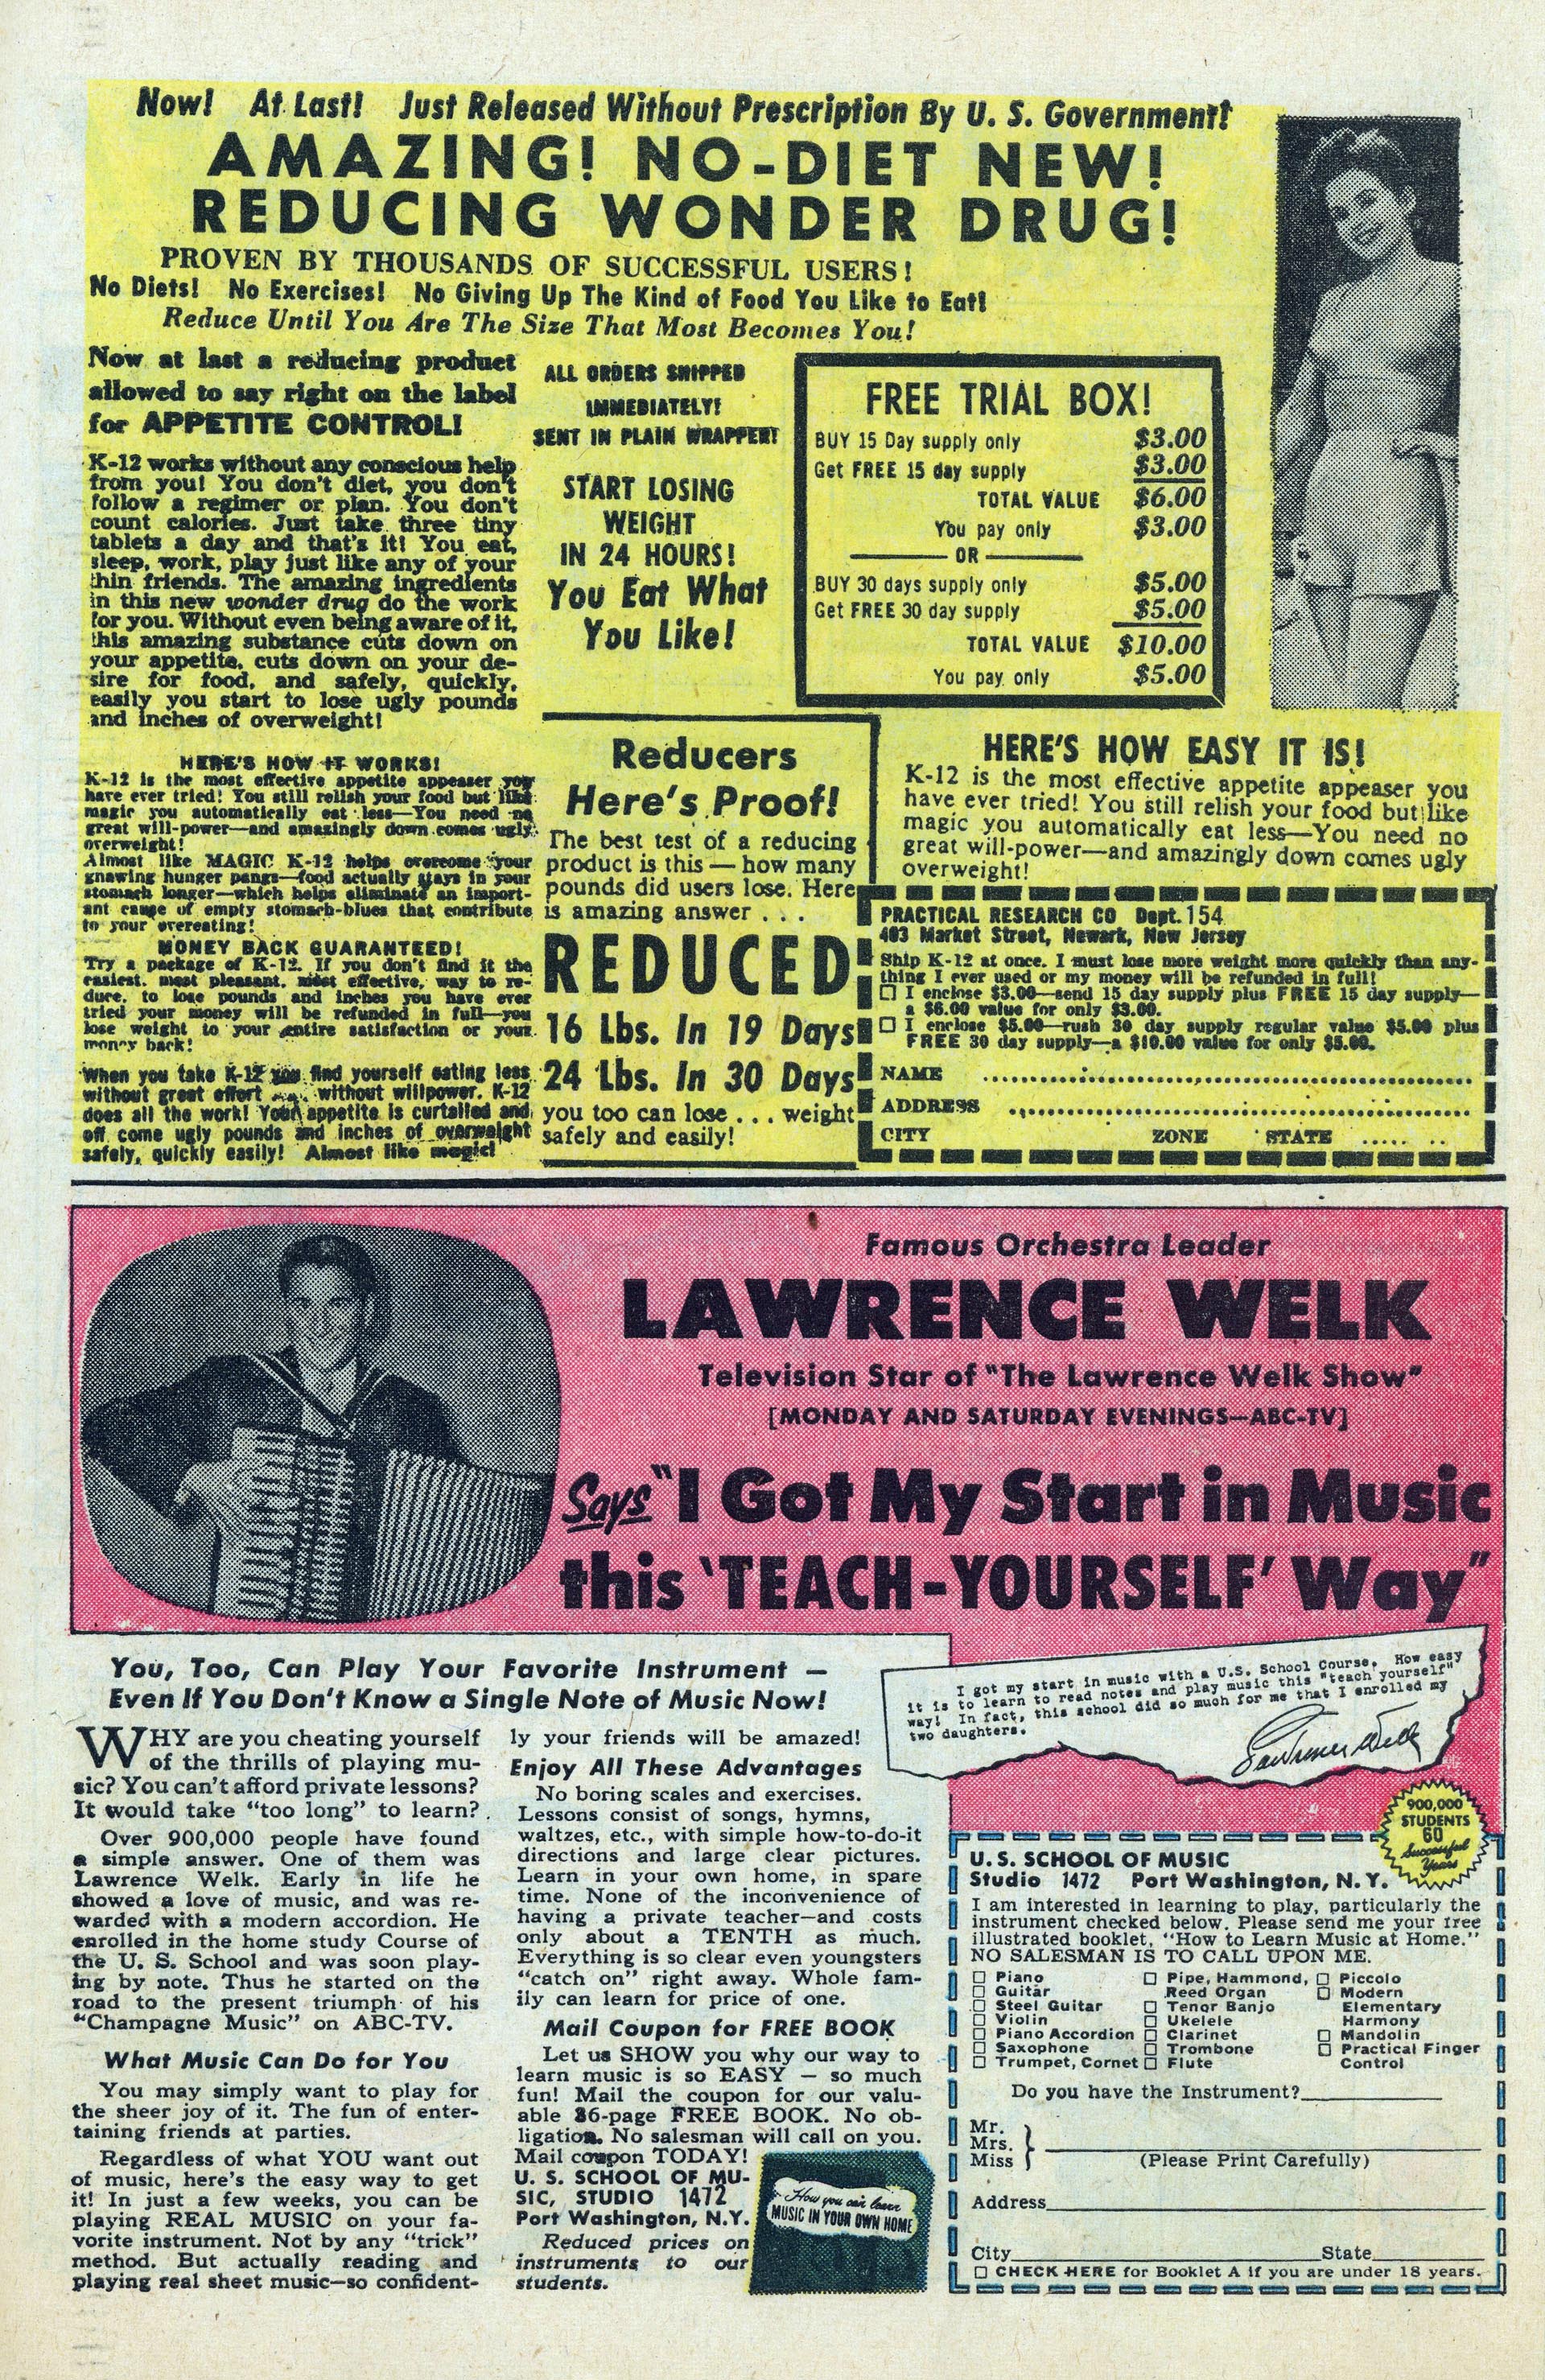 Now! At Last! Just Released Without Prescription By U. S. Government!
AMAZING! NO-DIET NEW!
REDUCING WONDER DRUG!
PROVEN BY THOUSANDS OF SUCCESSFUL USERS!
No Diets! No Exercises! No Giving Up The Kind of Food You Like to Eat!
Reduce Until You Are The Size That Most Becomes You!
Now at last a reducing product
allowed to say right on the label
for APPETITE CONTROL!
K-12 works without any conscious help
from you! You don't diet, you don't
follow a regimer or plan. You don't
count calories. Just take three tiny
tablets a day and that's it! You eat,
sleep, work, play just like any of your
thin friends. The amazing ingredients
in this new wonder drug do the work
for you. Without even being aware of it,
this amazing substance cuts down on
your appetite, cuts down on your de-
sire for food, and safely, quickly,
easily you start to lose ugly pounds
and inches of overweight!
HERE'S HOW IT WORKS!
K-12 is the most effective appetite appeaser you
have ever tried! You still relish your food but like
magic you automatically eat less—You need no
great will-power—and amazingly down comes ugly
overweight!
Almost like MAGIC K-12 helps overcome your
gnawing hunger pangs—food actually stays in your
stomach longer—which helps eliminate an import-
ant cause of empty stomach-blues that contribute
to your overeating!
MONEY BACK GUARANTEED!
Try a package of K-12. If you don't find it the
easiest, most pleasant, most effective, way to re-
duce, to lose pounds and inches you have ever
tried your money will be refunded in full—you
lose weight to your entire satisfaction or your
money back!
When you take K-12 you find yourself eating less
without great effort ... without willpower. K-12
does all the work! Your appetite is curtailed and
off come ugly pounds and inches of overweight
safely, quickly easily! Almost like magic!
ALL ORDERS SHIPPED
IMMEDIATELY!
SENT IN PLAIN WRAPPER!
START LOSING
WEIGHT
IN 24 HOURS!
You Eat What
You Like!
FREE TRIAL BOX!
BUY 15 Day supply only $3.00
Get FREE 15 day supply $3.00
TOTAL VALUE $6.00
You pay only $3.00
OR
BUY 30 days supply only $5.00
Get FREE 30 day supply $5.00
TOTAL VALUE $10.00
You pay only $5.00
Reducers
Here's Proof!
The best test of a reducing
product is this — how many
pounds did users lose. Here
is amazing answer . . .
REDUCED
16 Lbs. In 19 Days
24 Lbs. In 30 Days
you too can lose . . . weight
safely and easily!
HERE'S HOW EASY IT IS!
K-12 is the most effective appetite appeaser you
have ever tried! You still relish your food but like
magic you automatically eat less—You need no
great will-power—and amazingly down comes ugly
overweight!
PRACTICAL RESEARCH CO Dept. 154
403 Market Street, Newark, New Jersey
Ship K-12 at once. I must lose more weight more quickly than any-
thing I ever used or my money will be refunded in full!
☐ I enclose $3.00—send 15 day supply plus FREE 15 day supply—
a $6.00 value for only $3.00.
☐ I enclose $5.00—rush 30 day supply regular value $5.00 plus
FREE 30 day supply—a $10.00 value for only $5.00.
NAME
ADDRESS
CITY ZONE STATE
Famous Orchestra Leader
LAWRENCE WELK
Television Star of "The Lawrence Welk Show"
[MONDAY AND SATURDAY EVENINGS—ABC-TV]
Says "I Got My Start in Music
this 'TEACH-YOURSELF' Way"
I got my start in music with a U.S. School Course. How easy
it is to learn to read notes and play music this "teach yourself"
way! In fact, this school did so much for me that I enrolled my
two daughters.
Lawrence Welk
You, Too, Can Play Your Favorite Instrument —
Even If You Don't Know a Single Note of Music Now!
WHY are you cheating yourself
of the thrills of playing mu-
sic? You can't afford private lessons?
It would take "too long" to learn?
Over 900,000 people have found
a simple answer. One of them was
Lawrence Welk. Early in life he
showed a love of music, and was re-
warded with a modern accordion. He
enrolled in the home study Course of
the U. S. School and was soon play-
ing by note. Thus he started on the
road to the present triumph of his
"Champagne Music" on ABC-TV.
What Music Can Do for You
You may simply want to play for
the sheer joy of it. The fun of enter-
taining friends at parties.
Regardless of what YOU want out
of music, here's the easy way to get
it! In just a few weeks, you can be
playing REAL MUSIC on your fa-
vorite instrument. Not by any "trick"
method. But actually reading and
playing real sheet music—so confident-
ly your friends will be amazed!
Enjoy All These Advantages
No boring scales and exercises.
Lessons consist of songs, hymns,
waltzes, etc., with simple how-to-do-it
directions and large clear pictures.
Learn in your own home, in spare
time. None of the inconvenience of
having a private teacher—and costs
only about a TENTH as much.
Everything is so clear even youngsters
"catch on" right away. Whole fam-
ily can learn for price of one.
Mail Coupon for FREE BOOK
Let us SHOW you why our way to
learn music is so EASY — so much
fun! Mail the coupon for our valu-
able 36-page FREE BOOK. No ob-
ligation. No salesman will call on you.
Mail coupon TODAY!
U. S. SCHOOL OF MU-
SIC, STUDIO 1472
Port Washington, N.Y.
Reduced prices on
instruments to our
students.
How you can learn
MUSIC IN YOUR OWN HOME
900,000
STUDENTS
60
Successful
Years
U. S. SCHOOL OF MUSIC
Studio 1472 Port Washington, N. Y.
I am interested in learning to play, particularly the
instrument checked below. Please send me your free
illustrated booklet, "How to Learn Music at Home."
NO SALESMAN IS TO CALL UPON ME.
☐ Piano
☐ Guitar
☐ Steel Guitar
☐ Violin
☐ Piano Accordion
☐ Saxophone
☐ Trumpet, Cornet
☐ Pipe, Hammond,
Reed Organ
☐ Tenor Banjo
☐ Ukelele
☐ Clarinet
☐ Trombone
☐ Flute
☐ Piccolo
☐ Modern
Elementary
Harmony
☐ Mandolin
☐ Practical Finger
Control
Do you have the Instrument?
Mr.
Mrs.
Miss
(Please Print Carefully)
Address
City State
☐ CHECK HERE for Booklet A if you are under 18 years.